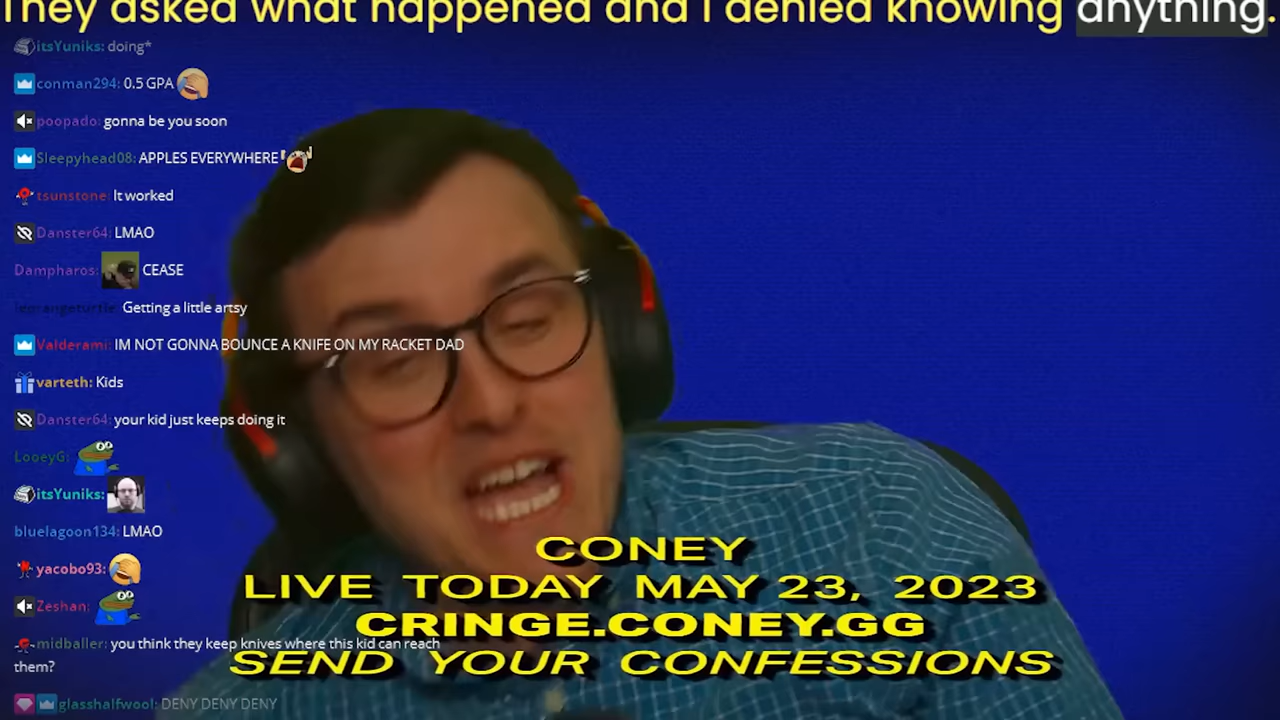 They asked what happened and I denied knowing anything.
itsYuniks: doing*
conman294: 0.5 GPA
poopado: gonna be you soon
Sleepyhead08: APPLES EVERYWHERE
tsunstone: It worked
Danster64: LMAO
Dampharos: CEASE
leorangeturtle: Getting a little artsy
Valderami: IM NOT GONNA BOUNCE A KNIFE ON MY RACKET DAD
varteth: Kids
Danster64: your kid just keeps doing it
LooeyG:
itsYuniks:
bluelagoon134: LMAO
yacobo93:
Zeshan:
midballer: you think they keep knives where this kid can reach
them?
glasshalfwool: DENY DENY DENY
CONEY
LIVE TODAY MAY 23, 2023
CRINGE.CONEY.GG
SEND YOUR CONFESSIONS